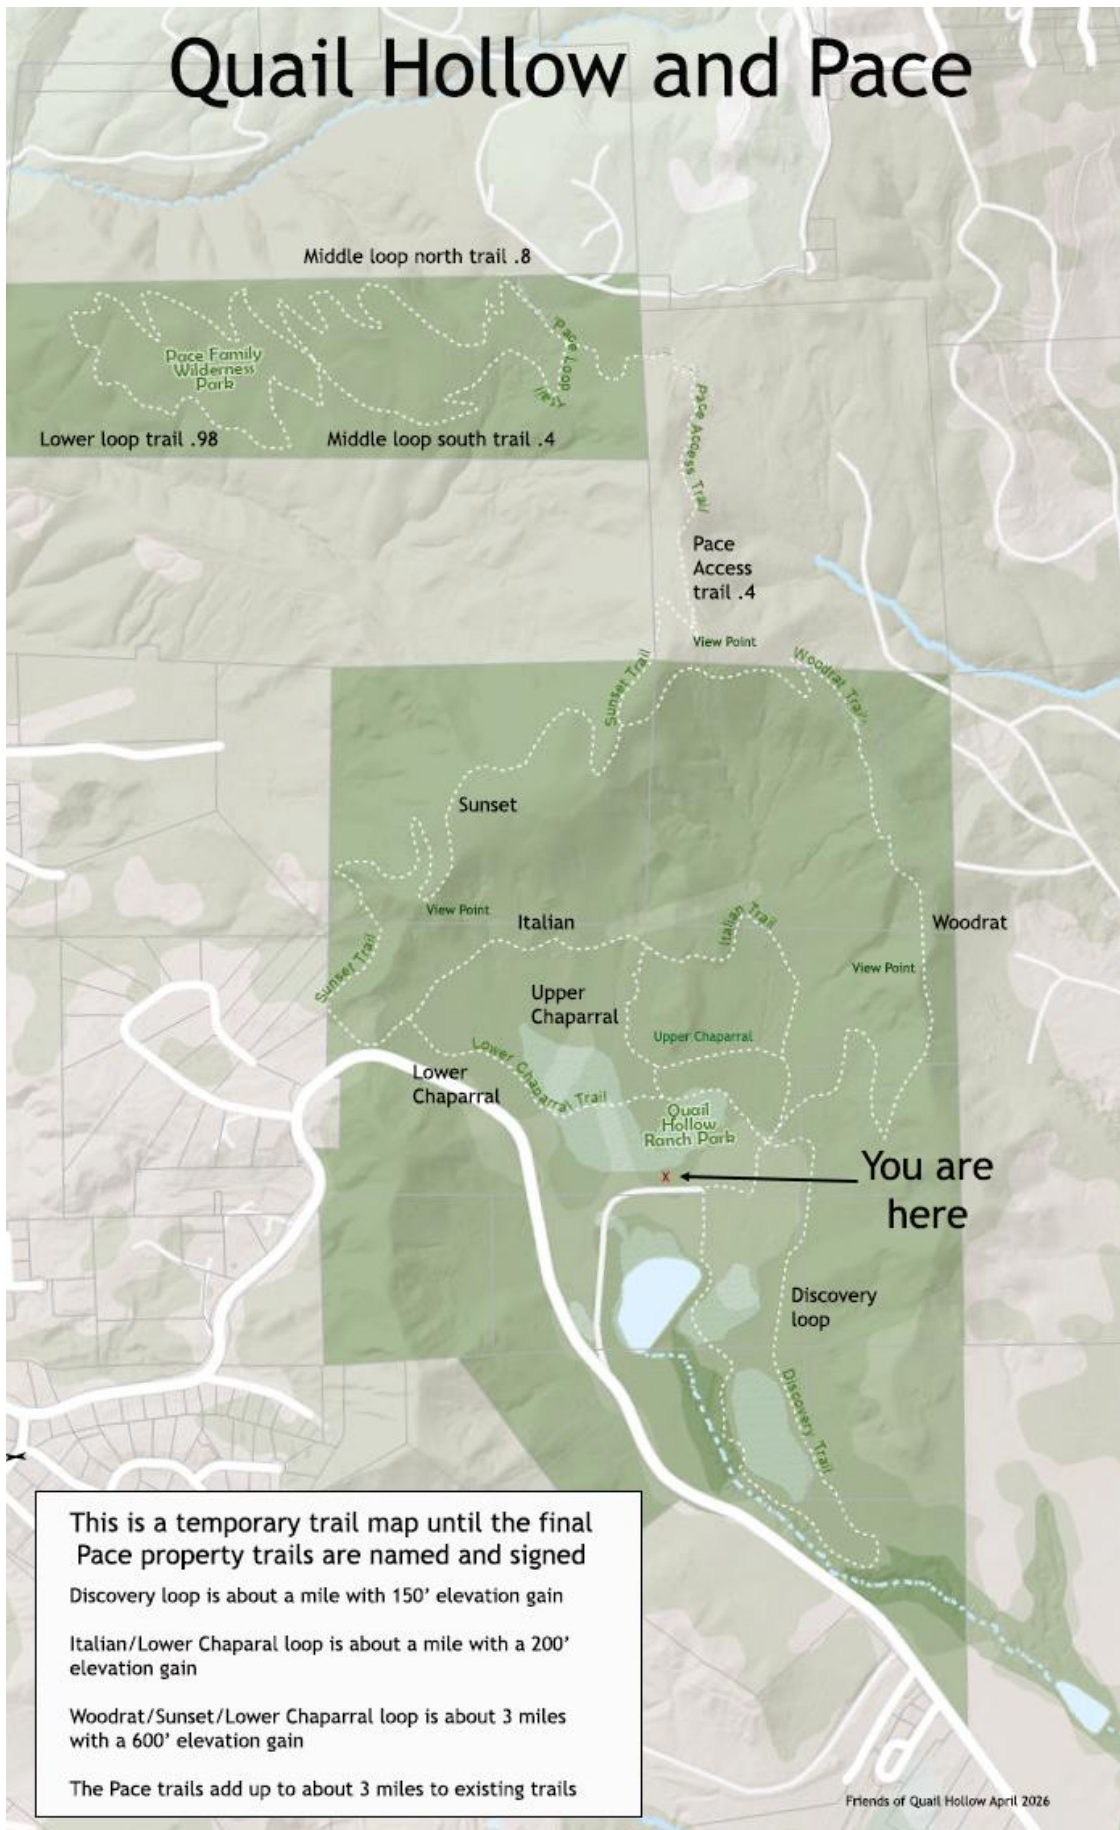 Quail Hollow and Pace
Middle loop north trail .8
Pace Loop
Trail
Pace Family
Wilderness
Park
Lower loop trail .98
Middle loop south trail .4
Pace Access Trail
Pace
Access
trail .4
View Point
Sunset Trail
Woodrat Trail
Sunset
View Point
Italian
Italian Trail
Woodrat
Sunset Trail
View Point
Upper
Chaparral
Upper Chaparral
Lower Chaparral Trail
Lower
Chaparral
Quail
Hollow
Ranch Park
X
You are
here
Discovery
loop
Discovery Trail
This is a temporary trail map until the final
Pace property trails are named and signed
Discovery loop is about a mile with 150’ elevation gain
Italian/Lower Chaparal loop is about a mile with a 200’
elevation gain
Woodrat/Sunset/Lower Chaparral loop is about 3 miles
with a 600’ elevation gain
The Pace trails add up to about 3 miles to existing trails
Friends of Quail Hollow April 2026